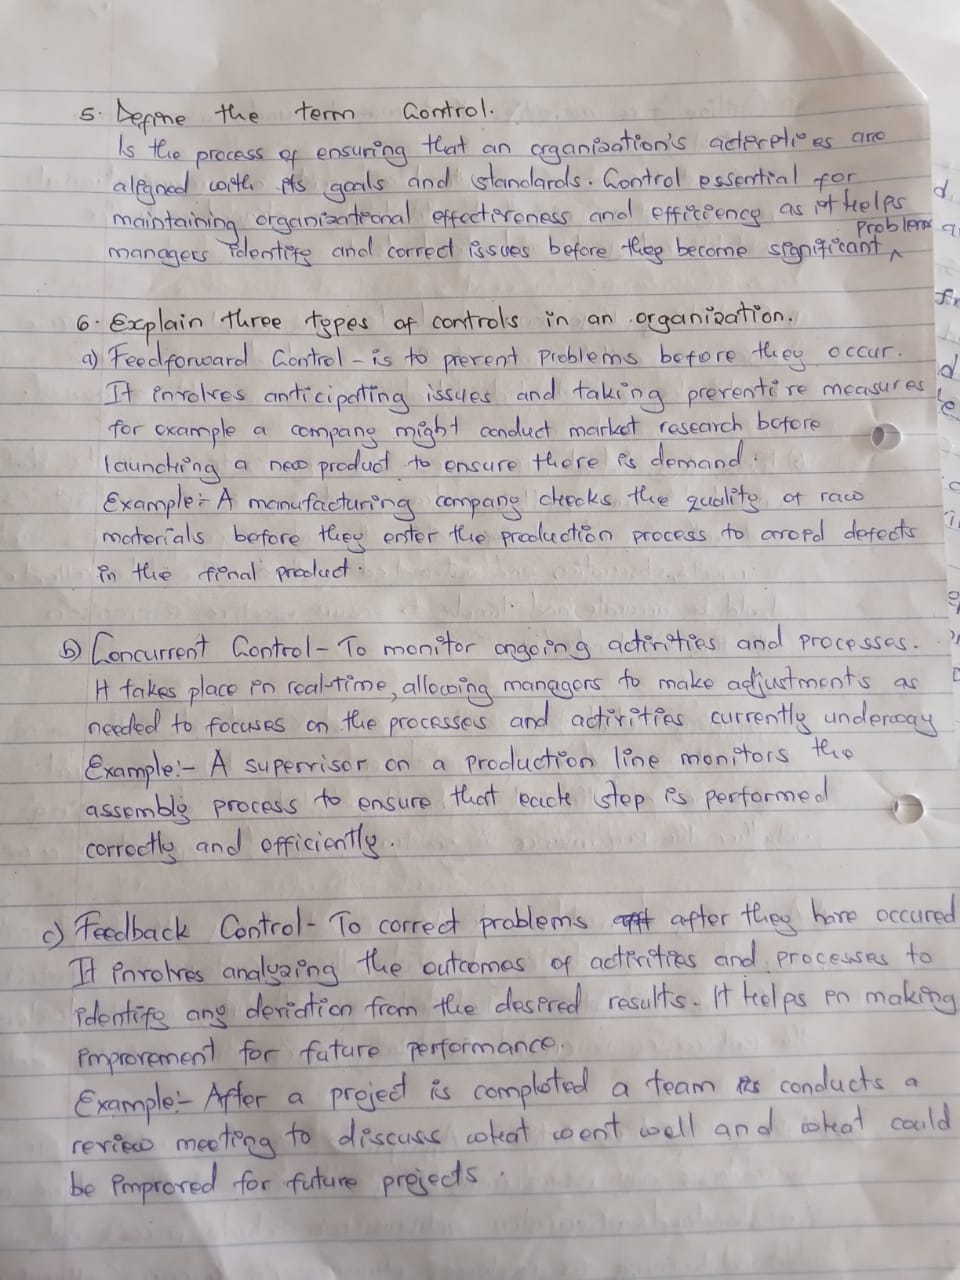 5. Define the term Control.
Is the process of ensuring that an organization's activities are
aligned with its goals and standards. Control essential for
maintaining organizational effectiveness and efficiency as it helps
Problems
managers identify and correct issues before they become significant ^
6. Explain three types of controls in an organization.
a) Feedforward Control - is to prevent Problems before they occur.
It involves anticipating issues and taking preventive measures
for example a company might conduct market research before
launching a new product to ensure there is demand.
Example:- A manufacturing company checks the quality of raw
materials before they enter the production process to avoid defects
in the final product.
b) Concurrent Control - To monitor ongoing activities and processes.
It takes place in real-time, allowing managers to make adjustments as
needed to focuses on the processes and activities currently underway
Example:- A supervisor on a production line monitors the
assembly process to ensure that each step is performed
correctly and efficiently.
c) Feedback Control - To correct problems after they have occured
It involves analyzing the outcomes of activities and processes to
identify any deviation from the desired results. It helps in making
improvement for future performance.
Example:- After a project is completed a team conducts a
review meeting to discuss what went well and what could
be improved for future projects.